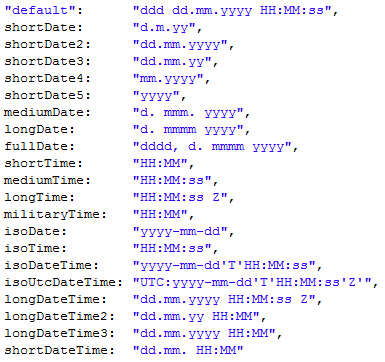 "default":      "ddd dd.mm.yyyy HH:MM:ss",
shortDate:      "d.m.yy",
shortDate2:     "dd.mm.yyyy",
shortDate3:     "dd.mm.yy",
shortDate4:     "mm.yyyy",
shortDate5:     "yyyy",
mediumDate:     "d. mmm. yyyy",
longDate:       "d. mmmm yyyy",
fullDate:       "dddd, d. mmmm yyyy",
shortTime:      "HH:MM",
mediumTime:     "HH:MM:ss",
longTime:       "HH:MM:ss Z",
militaryTime:   "HH:MM",
isoDate:        "yyyy-mm-dd",
isoTime:        "HH:MM:ss",
isoDateTime:    "yyyy-mm-dd'T'HH:MM:ss",
isoUtcDateTime: "UTC:yyyy-mm-dd'T'HH:MM:ss'Z'",
longDateTime:   "dd.mm.yyyy HH:MM:ss Z",
longDateTime2:  "dd.mm.yy HH:MM",
longDateTime3:  "dd.mm.yyyy HH:MM",
shortDateTime:  "dd.mm. HH:MM"